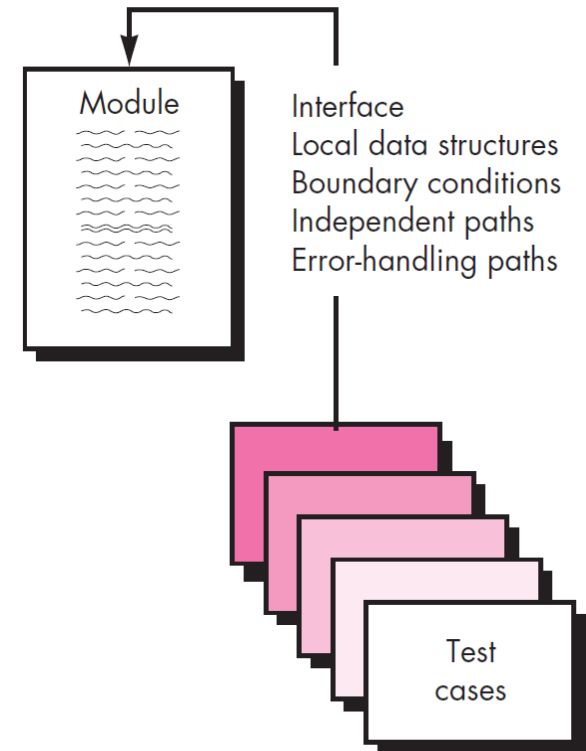 Module
Interface
Local data structures
Boundary conditions
Independent paths
Error-handling paths
Test
cases